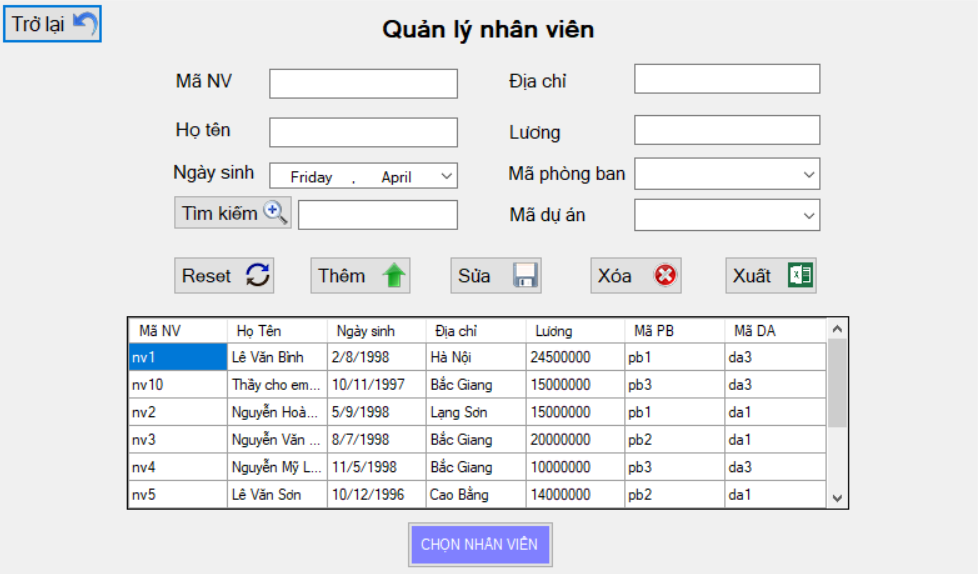 Trở lại
Quản lý nhân viên
Mã NV
Địa chỉ
Họ tên
Lương
Ngày sinh Friday , April
Mã phòng ban
Tìm kiếm
Mã dự án
Reset Thêm Sửa Xóa Xuất
Mã NV Họ Tên Ngày sinh Địa chỉ Lương Mã PB Mã DA
nv1 Lê Văn Bình 2/8/1998 Hà Nội 24500000 pb1 da3
nv10 Thầy cho em... 10/11/1997 Bắc Giang 15000000 pb3 da3
nv2 Nguyễn Hoà... 5/9/1998 Lạng Sơn 15000000 pb1 da1
nv3 Nguyễn Văn ... 8/7/1998 Bắc Giang 20000000 pb2 da1
nv4 Nguyễn Mỹ L... 11/5/1998 Bắc Giang 10000000 pb3 da3
nv5 Lê Văn Sơn 10/12/1996 Cao Bằng 14000000 pb2 da1
CHỌN NHÂN VIÊN